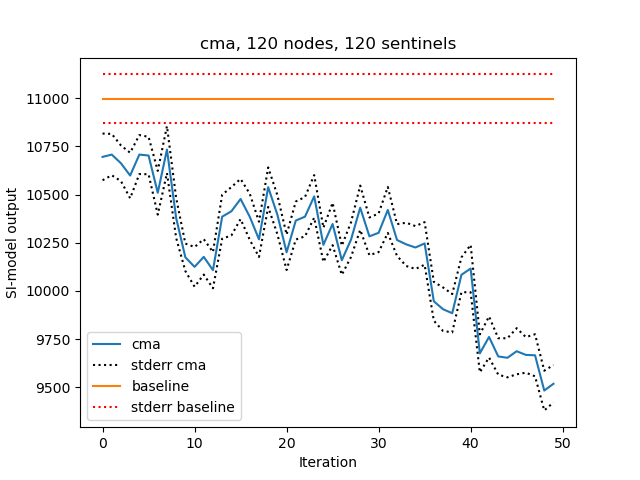 cma, 120 nodes, 120 sentinels
11000
10750
10500
10250
10000
9750
9500
SI-model output
cma
stderr cma
baseline
stderr baseline
0 10 20 30 40 50
Iteration